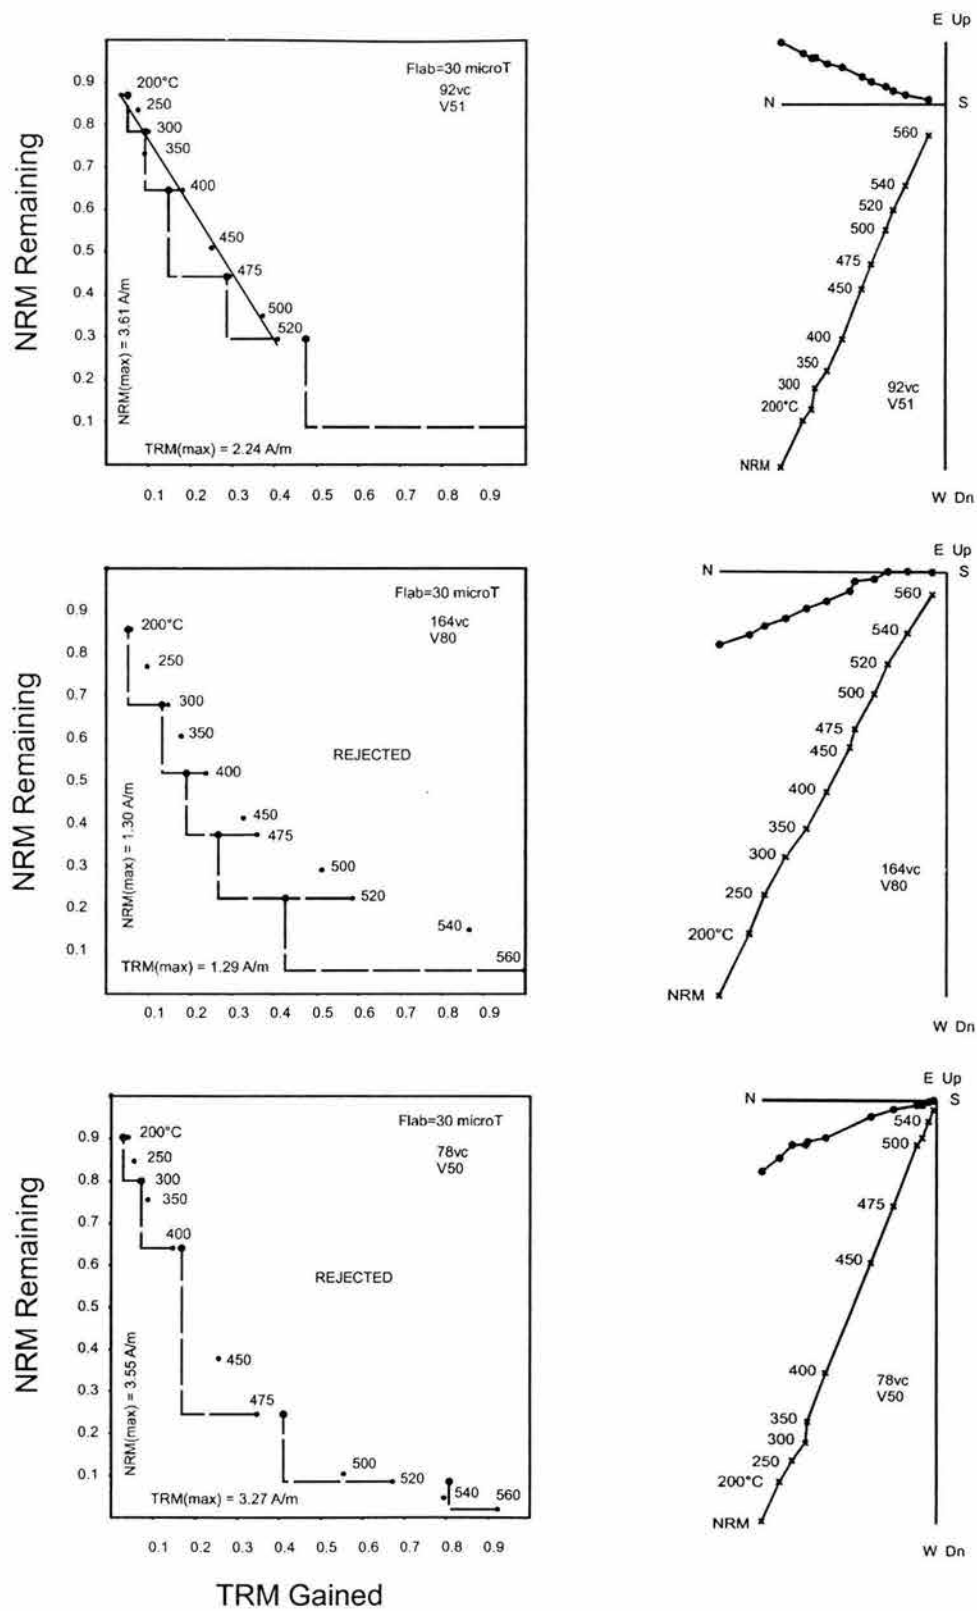 NRM Remaining
0.9
0.8
0.7
0.6
0.5
0.4
0.3
0.2
0.1
NRM(max) = 3.61 A/m
Flab=30 microT
92vc
V51
200°C
250
300
350
400
450
475
500
520
TRM(max) = 2.24 A/m
0.1 0.2 0.3 0.4 0.5 0.6 0.7 0.8 0.9
E Up
N S
560
540
520
500
475
450
400
350
300
200°C
NRM
92vc
V51
W Dn
NRM Remaining
0.9
0.8
0.7
0.6
0.5
0.4
0.3
0.2
0.1
NRM(max) = 1.30 A/m
Flab=30 microT
164vc
V80
200°C
250
300
350
REJECTED
400
450
475
500
520
540
560
TRM(max) = 1.29 A/m
0.1 0.2 0.3 0.4 0.5 0.6 0.7 0.8 0.9
E Up
N S
560
540
520
500
475
450
400
350
300
250
200°C
NRM
164vc
V80
W Dn
NRM Remaining
0.9
0.8
0.7
0.6
0.5
0.4
0.3
0.2
0.1
NRM(max) = 3.55 A/m
Flab=30 microT
78vc
V50
200°C
250
300
350
400
REJECTED
450
475
500
520
540
560
TRM(max) = 3.27 A/m
0.1 0.2 0.3 0.4 0.5 0.6 0.7 0.8 0.9
TRM Gained
E Up
N S
540
500
475
450
400
350
300
250
200°C
NRM
78vc
V50
W Dn